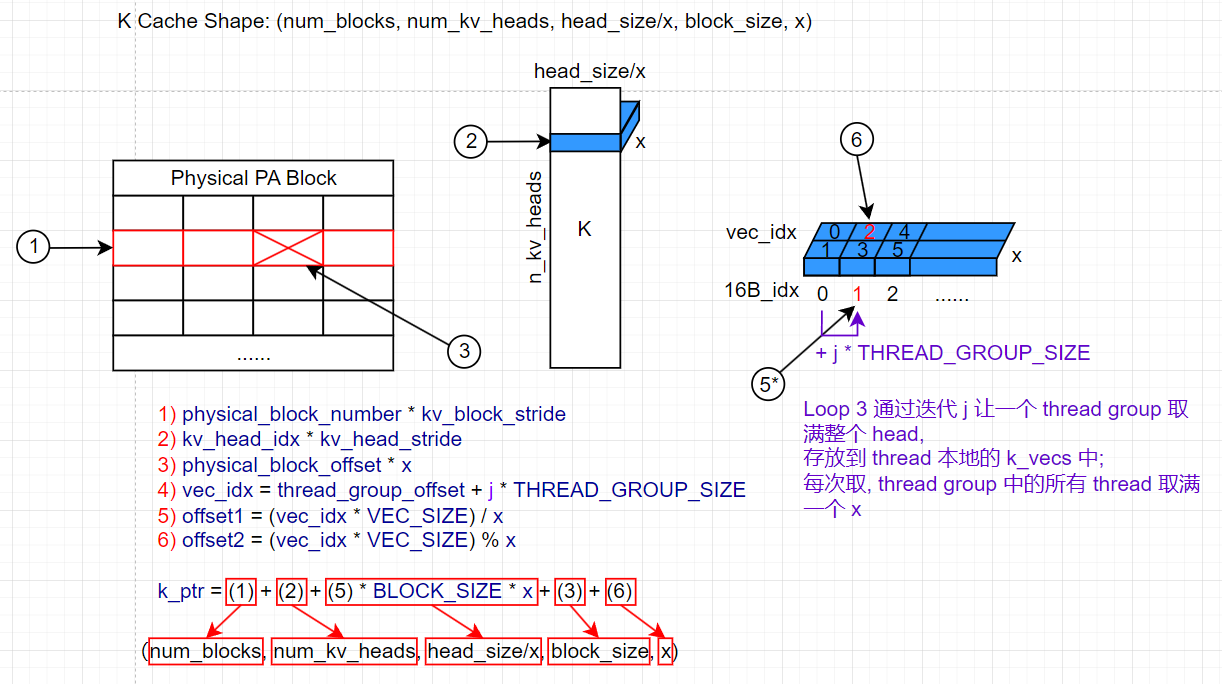 K Cache Shape: (num_blocks, num_kv_heads, head_size/x, block_size, x)
head_size/x
2
x
n_kv_heads
K
Physical PA Block
1
......
3
6
vec_idx
0 2 4
1 3 5
x
16B_idx 0 1 2 ......
+ j * THREAD_GROUP_SIZE
5*
Loop 3 通过迭代 j 让一个 thread group 取
满整个 head,
存放到 thread 本地的 k_vecs 中;
每次取, thread group 中的所有 thread 取满
一个 x
1) physical_block_number * kv_block_stride
2) kv_head_idx * kv_head_stride
3) physical_block_offset * x
4) vec_idx = thread_group_offset + j * THREAD_GROUP_SIZE
5) offset1 = (vec_idx * VEC_SIZE) / x
6) offset2 = (vec_idx * VEC_SIZE) % x
k_ptr = (1) + (2) + (5) * BLOCK_SIZE * x + (3) + (6)
(num_blocks, num_kv_heads, head_size/x, block_size, x)